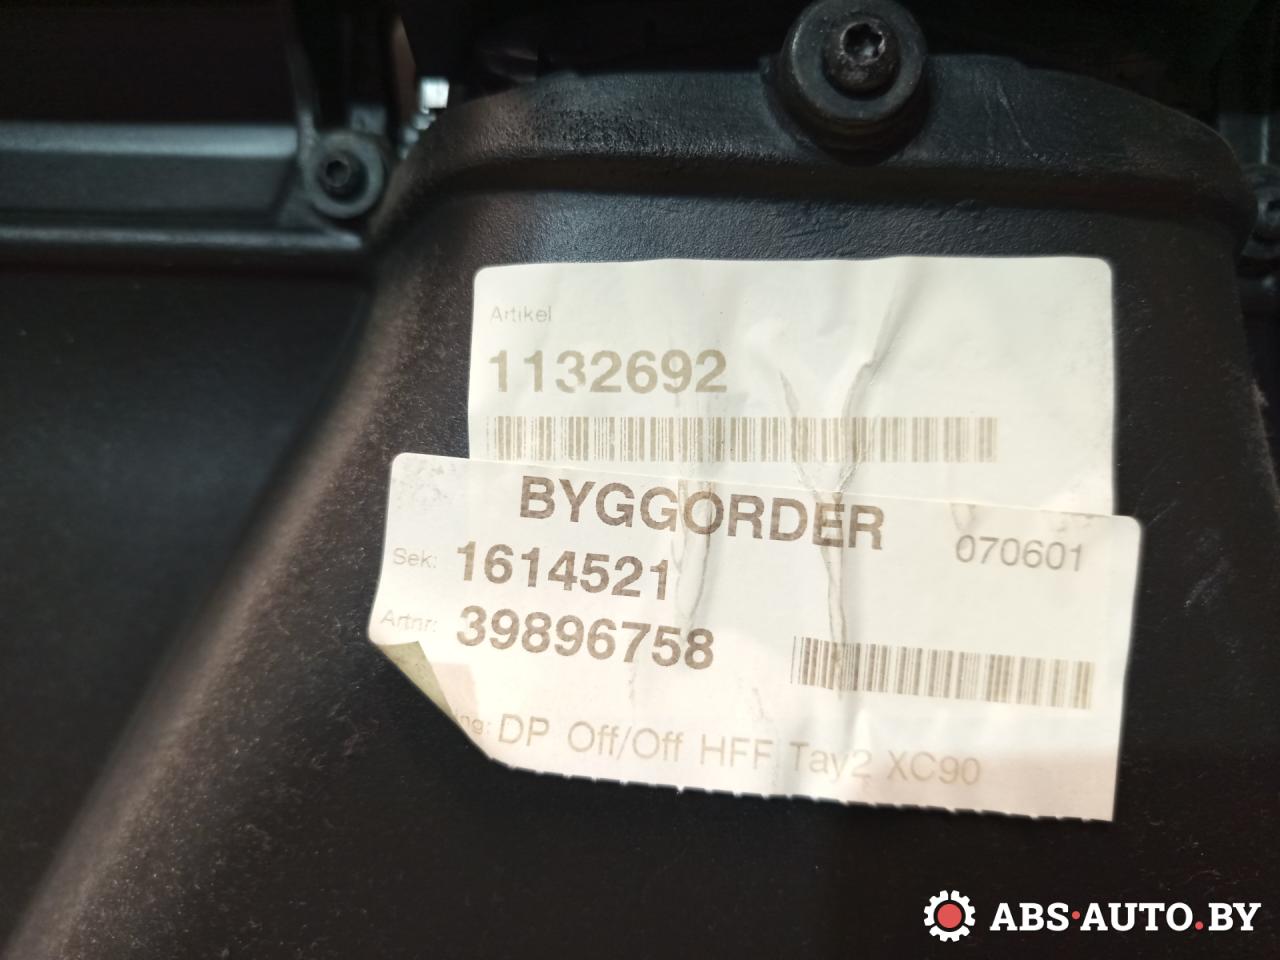 Artikel
1132692
BYGGORDER
070601
Sek: 1614521
Artnr: 39896758
DP Off/Off HFF Tay2 XC90
ABS·AUTO.BY